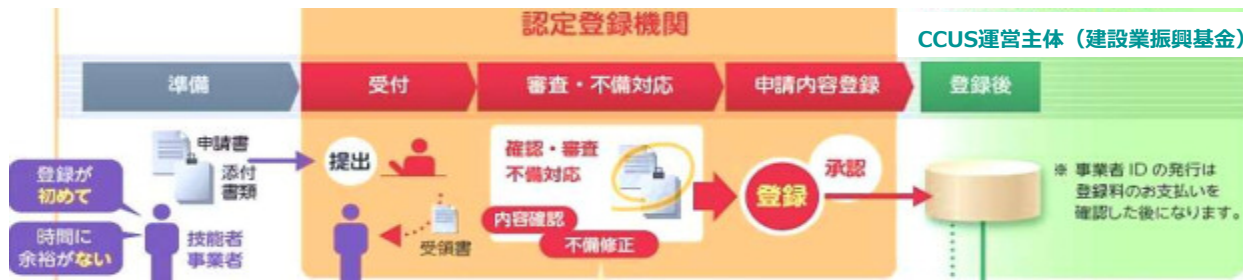 認定登録機関
CCUS運営主体（建設業振興基金）
準備
受付
審査・不備対応
申請内容登録
登録後
申請書
添付
書類
登録が
初めて
時間に
余裕がない
技能者
事業者
提出
受領書
確認・審査
不備対応
内容確認
不備修正
登録
承認
※ 事業者 ID の発行は
登録料のお支払いを
確認した後になります。